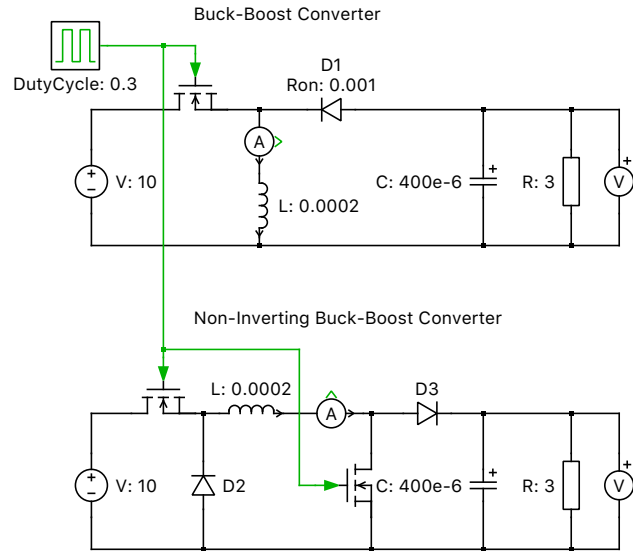 Buck-Boost Converter
DutyCycle: 0.3
D1
Ron: 0.001
A
V: 10
L: 0.0002
C: 400e-6
R: 3
V
Non-Inverting Buck-Boost Converter
L: 0.0002
A
D3
V: 10
D2
C: 400e-6
R: 3
V